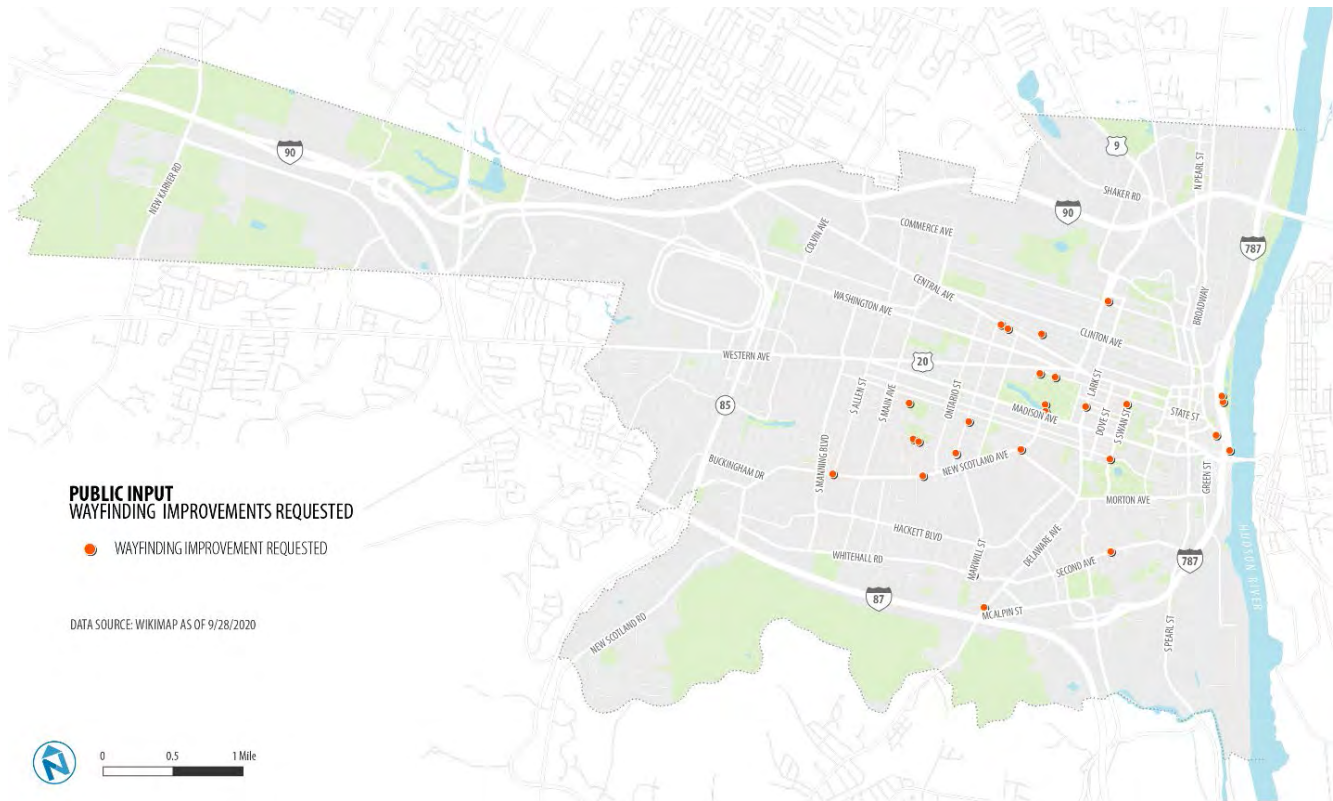 9
N PEARL ST
90
SHAKER RD
NEW KARNER RD
90
COLVIN AVE
COMMERCE AVE
787
CENTRAL AVE
WASHINGTON AVE
BROADWAY
CLINTON AVE
WESTERN AVE
20
LARK ST
S ALLEN ST
S MAIN AVE
ONTARIO ST
85
MADISON AVE
DOVE ST
S SWAN ST
STATE ST
S MANNING BLVD
BUCKINGHAM DR
NEW SCOTLAND AVE
GREEN ST
MORTON AVE
PUBLIC INPUT
WAYFINDING IMPROVEMENTS REQUESTED
WAYFINDING IMPROVEMENT REQUESTED
HACKETT BLVD
DELAWARE AVE
MARWILL ST
WHITEHALL RD
SECOND AVE
787
HUDSON RIVER
87
MCALPIN ST
DATA SOURCE: WIKIMAP AS OF 9/28/2020
NEW SCOTLAND RD
S PEARL ST
N
0 0.5 1 Mile